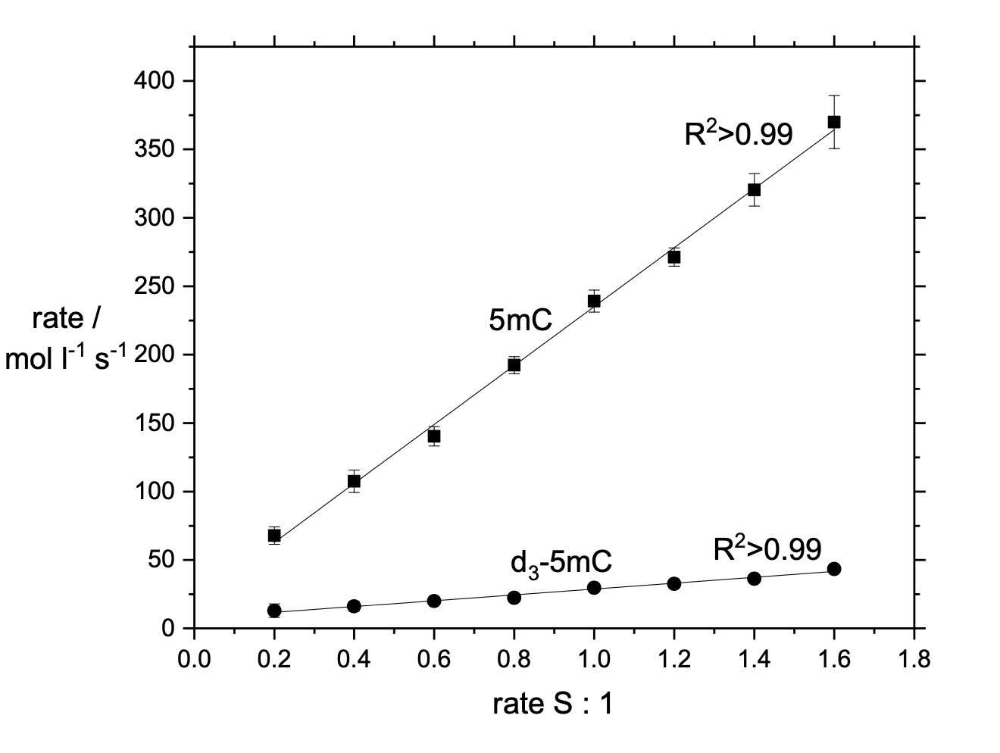 400
R²>0.99
350
300
250
5mC
rate /
mol l⁻¹ s⁻¹
200
150
100
R²>0.99
d₃-5mC
50
0
0.0 0.2 0.4 0.6 0.8 1.0 1.2 1.4 1.6 1.8
rate S : 1